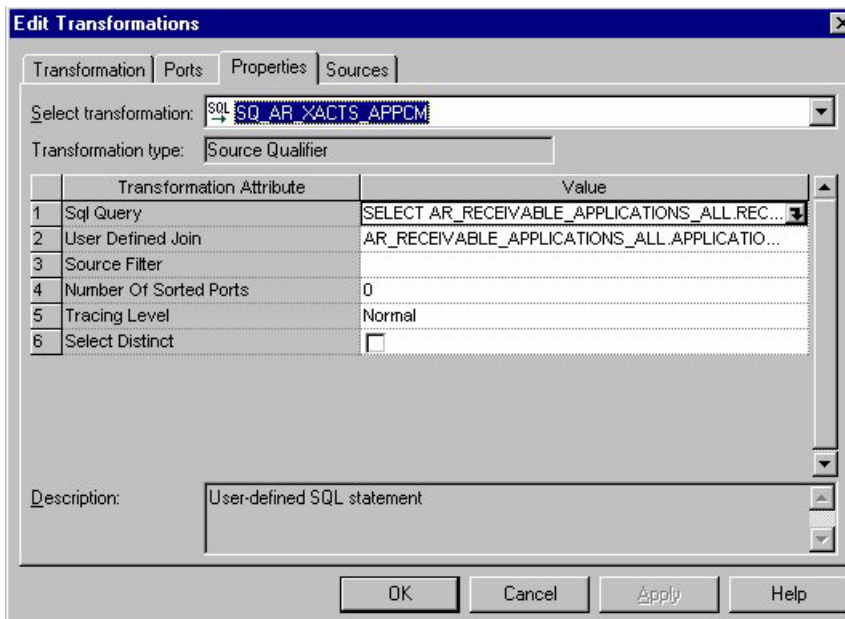 Edit Transformations
Transformation Ports Properties Sources
Select transformation: SQL SQ_AR_XACTS_APPCM
Transformation type: Source Qualifier
Transformation Attribute Value
1 Sql Query SELECT AR_RECEIVABLE_APPLICATIONS_ALL.REC...
2 User Defined Join AR_RECEIVABLE_APPLICATIONS_ALL.APPLICATIO...
3 Source Filter
4 Number Of Sorted Ports 0
5 Tracing Level Normal
6 Select Distinct
Description: User-defined SQL statement
OK Cancel Apply Help